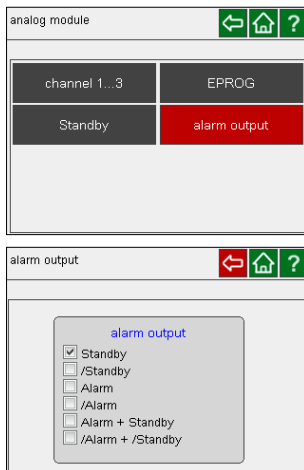 analog module
?
channel 1...3
EPROG
Standby
alarm output
alarm output
?
alarm output
Standby
/Standby
Alarm
/Alarm
Alarm + Standby
/Alarm + /Standby